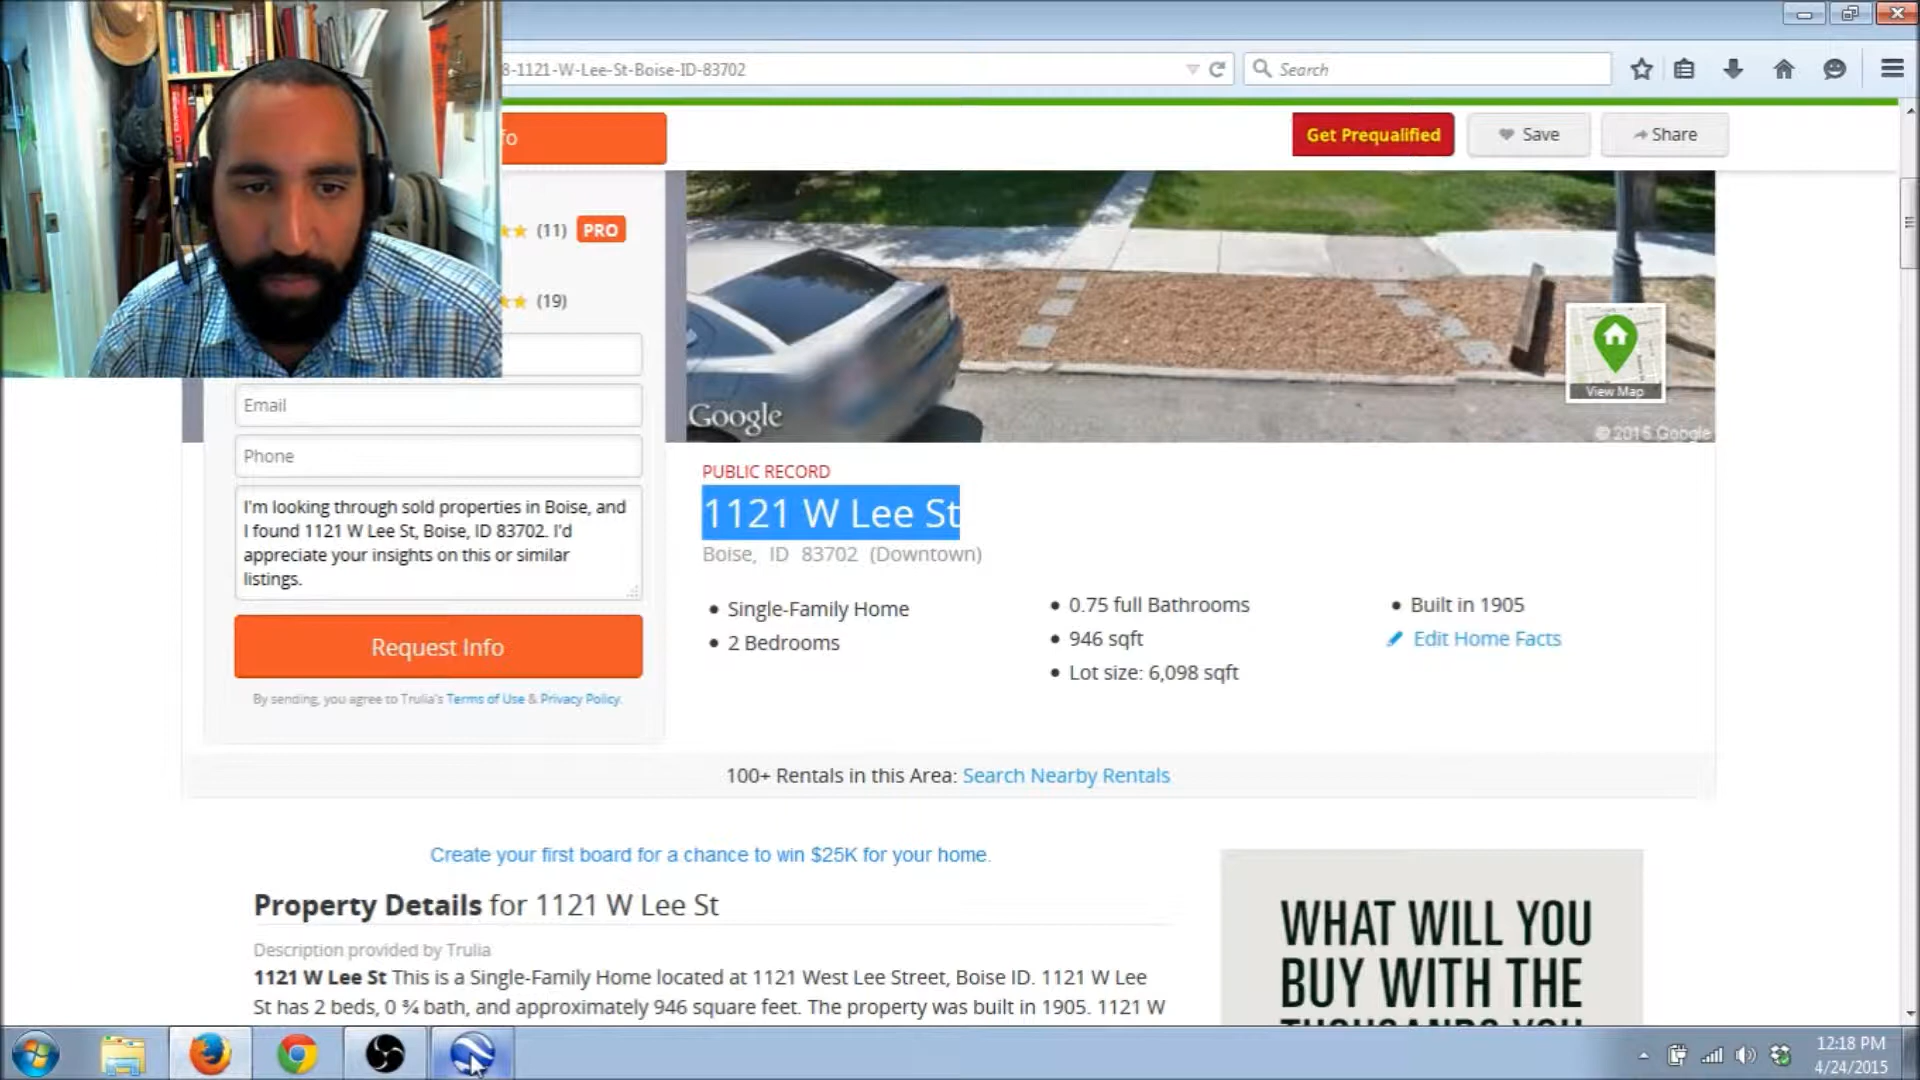 8-1121-W-Lee-St-Boise-ID-83702
Search
fo
Get Prequalified
Save
Share
(11)
PRO
(19)
Email
Phone
I'm looking through sold properties in Boise, and
I found 1121 W Lee St, Boise, ID 83702. I'd
appreciate your insights on this or similar
listings.
Request Info
By sending, you agree to Trulia's Terms of Use & Privacy Policy.
Google
View Map
© 2015 Google
PUBLIC RECORD
1121 W Lee St
Boise, ID 83702 (Downtown)
Single-Family Home
2 Bedrooms
0.75 full Bathrooms
946 sqft
Lot size: 6,098 sqft
Built in 1905
Edit Home Facts
100+ Rentals in this Area: Search Nearby Rentals
Create your first board for a chance to win $25K for your home.
Property Details for 1121 W Lee St
Description provided by Trulia
1121 W Lee St This is a Single-Family Home located at 1121 West Lee Street, Boise ID. 1121 W Lee
St has 2 beds, 0 ¾ bath, and approximately 946 square feet. The property was built in 1905. 1121 W
WHAT WILL YOU
BUY WITH THE
THOUSANDS YOU
12:18 PM
4/24/2015